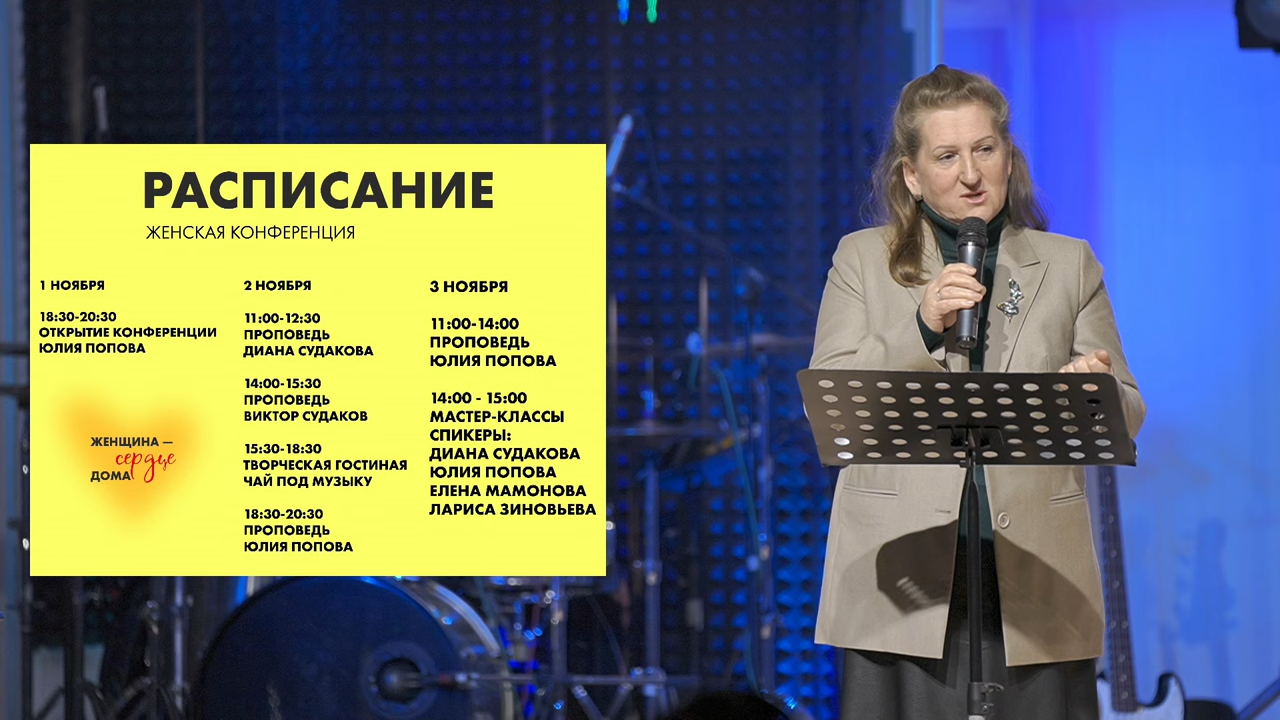 РАСПИСАНИЕ
ЖЕНСКАЯ КОНФЕРЕНЦИЯ
1 НОЯБРЯ
18:30-20:30
ОТКРЫТИЕ КОНФЕРЕНЦИИ
ЮЛИЯ ПОПОВА
ЖЕНЩИНА —
сердце
ДОМА
2 НОЯБРЯ
11:00-12:30
ПРОПОВЕДЬ
ДИАНА СУДАКОВА
14:00-15:30
ПРОПОВЕДЬ
ВИКТОР СУДАКОВ
15:30-18:30
ТВОРЧЕСКАЯ ГОСТИНАЯ
ЧАЙ ПОД МУЗЫКУ
18:30-20:30
ПРОПОВЕДЬ
ЮЛИЯ ПОПОВА
3 НОЯБРЯ
11:00-14:00
ПРОПОВЕДЬ
ЮЛИЯ ПОПОВА
14:00 - 15:00
МАСТЕР-КЛАССЫ
СПИКЕРЫ:
ДИАНА СУДАКОВА
ЮЛИЯ ПОПОВА
ЕЛЕНА МАМОНОВА
ЛАРИСА ЗИНОВЬЕВА